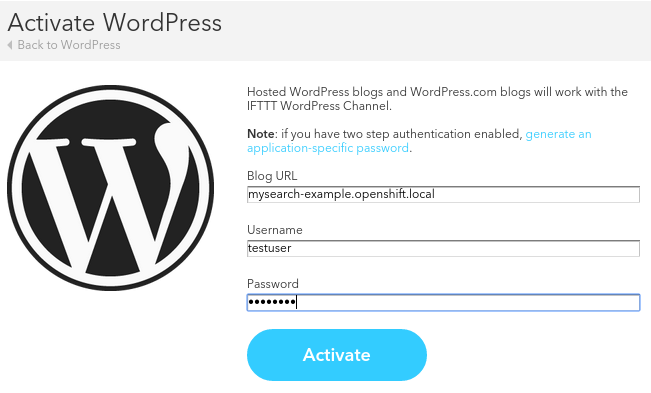 Activate WordPress
Back to WordPress
Hosted WordPress blogs and WordPress.com blogs will work with the
IFTTT WordPress Channel.
Note: if you have two step authentication enabled, generate an
application-specific password.
Blog URL
mysearch-example.openshift.local
Username
testuser
Password
••••••••
Activate